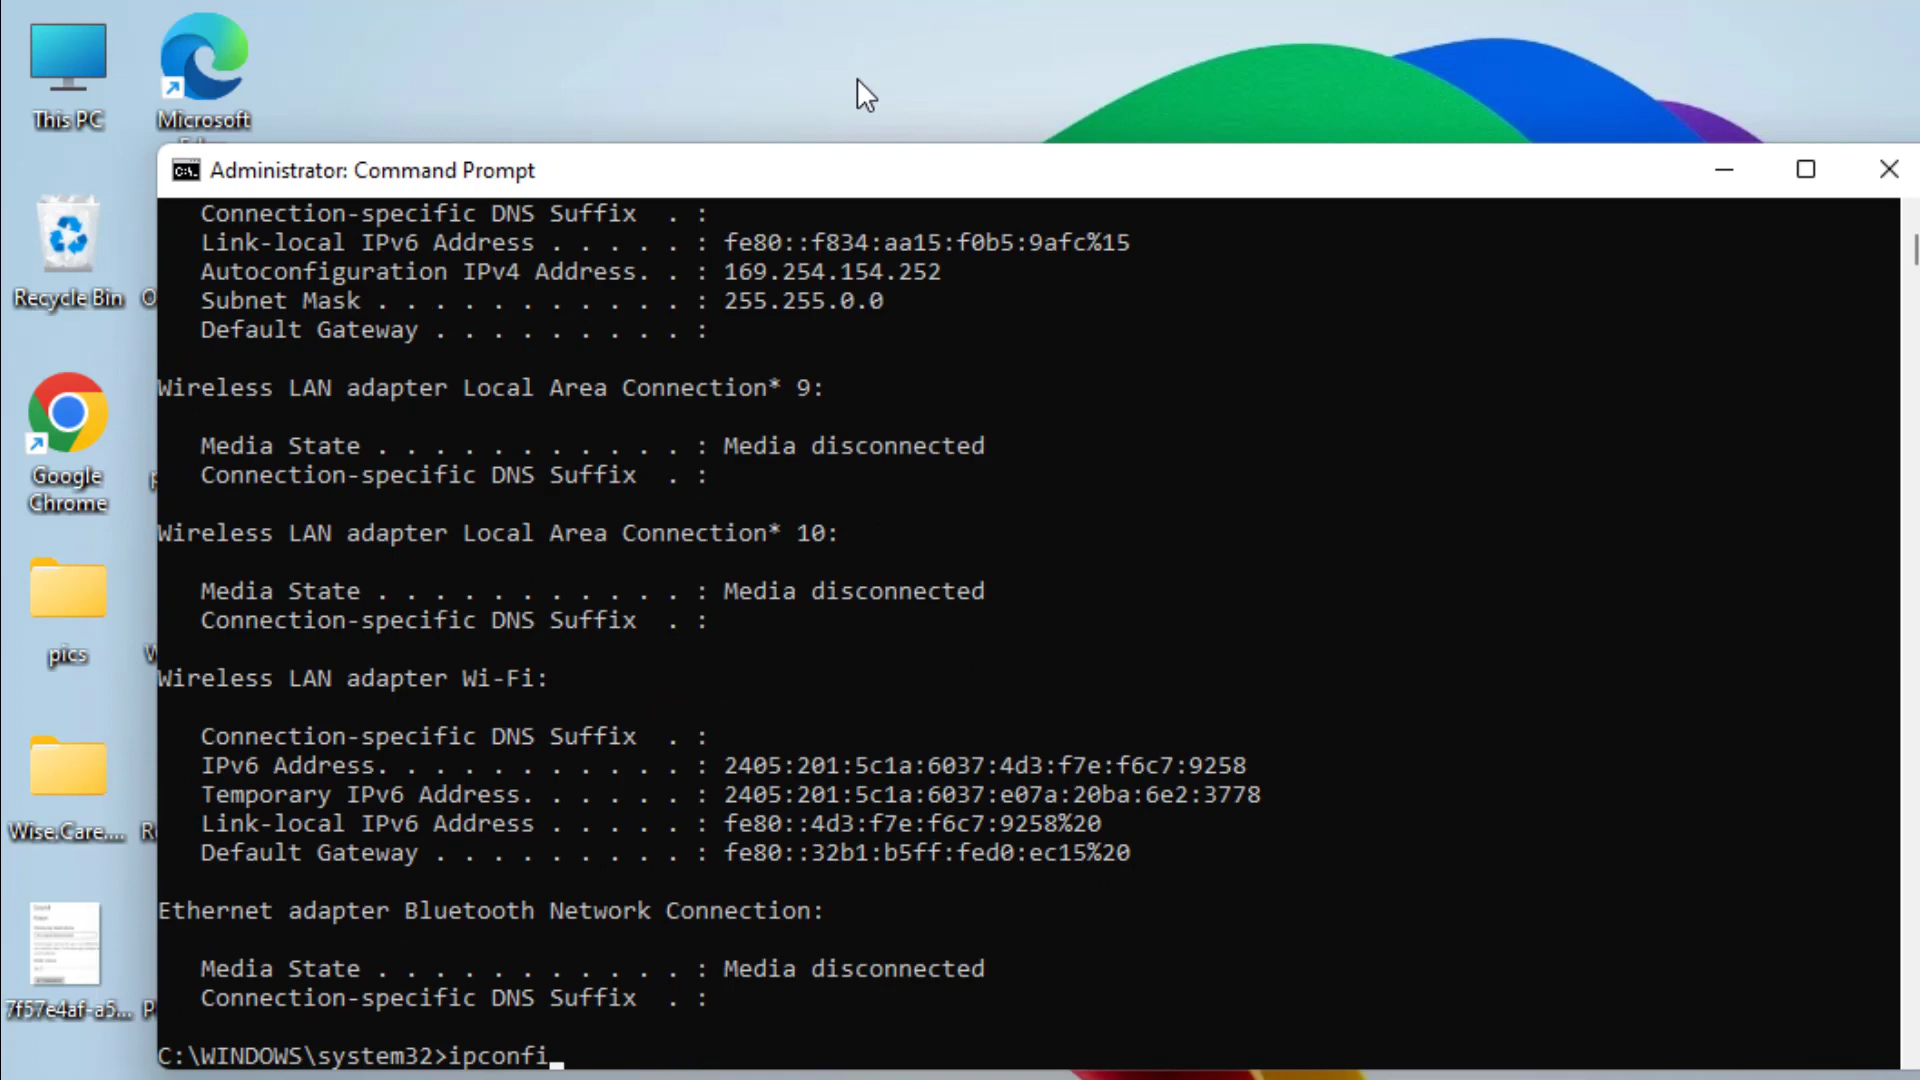 This PC
Microsoft
Recycle Bin
Google
Chrome
pics
Wise.Care....
7f57e4af-a5...
Administrator: Command Prompt
Connection-specific DNS Suffix  . :
Link-local IPv6 Address . . . . . : fe80::f834:aa15:f0b5:9afc%15
Autoconfiguration IPv4 Address. . : 169.254.154.252
Subnet Mask . . . . . . . . . . . : 255.255.0.0
Default Gateway . . . . . . . . . :
Wireless LAN adapter Local Area Connection* 9:
Media State . . . . . . . . . . . : Media disconnected
Connection-specific DNS Suffix  . :
Wireless LAN adapter Local Area Connection* 10:
Media State . . . . . . . . . . . : Media disconnected
Connection-specific DNS Suffix  . :
Wireless LAN adapter Wi-Fi:
Connection-specific DNS Suffix  . :
IPv6 Address. . . . . . . . . . . : 2405:201:5c1a:6037:4d3:f7e:f6c7:9258
Temporary IPv6 Address. . . . . . : 2405:201:5c1a:6037:e07a:20ba:6e2:3778
Link-local IPv6 Address . . . . . : fe80::4d3:f7e:f6c7:9258%20
Default Gateway . . . . . . . . . : fe80::32b1:b5ff:fed0:ec15%20
Ethernet adapter Bluetooth Network Connection:
Media State . . . . . . . . . . . : Media disconnected
Connection-specific DNS Suffix  . :
C:\WINDOWS\system32>ipconfi_